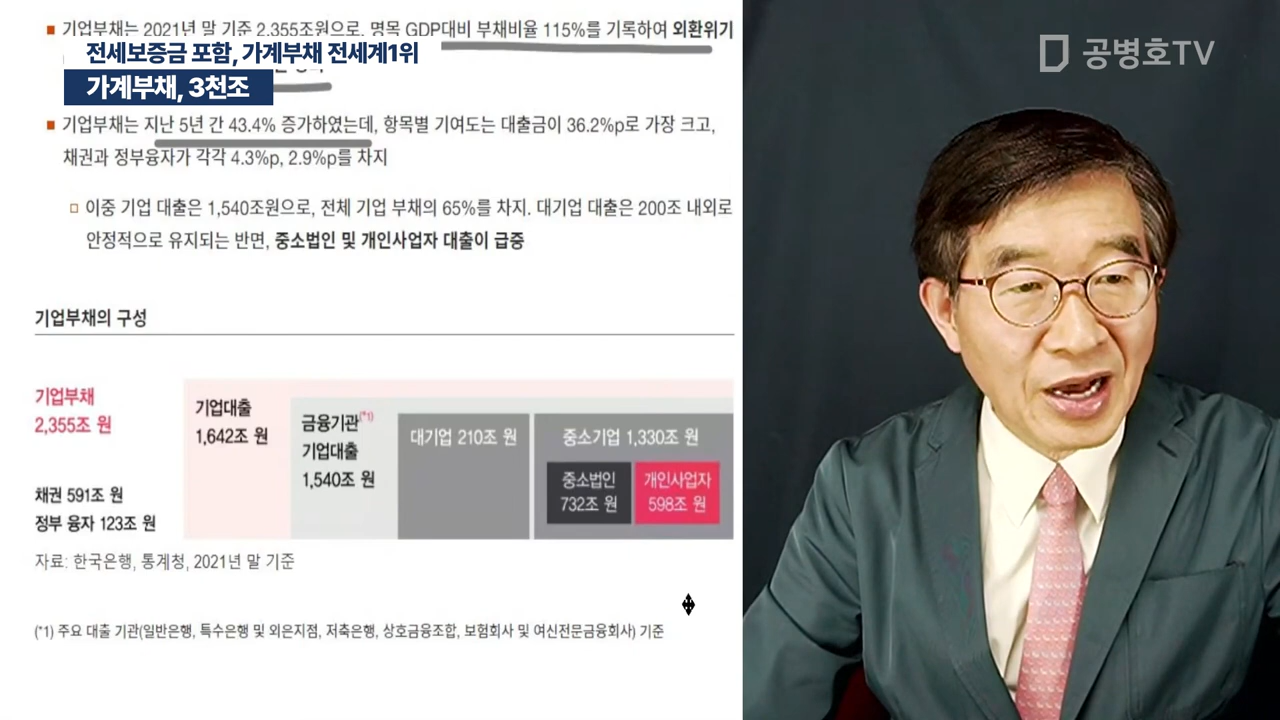 기업부채는 2021년 말 기준 2,355조원으로, 명목 GDP대비 부채비율 115%를 기록하여 외환위기
전세보증금 포함, 가계부채 전세계1위
가계부채, 3천조
기업부채는 지난 5년 간 43.4% 증가하였는데, 항목별 기여도는 대출금이 36.2%p로 가장 크고,
채권과 정부융자가 각각 4.3%p, 2.9%p를 차지
이중 기업 대출은 1,540조원으로, 전체 기업 부채의 65%를 차지. 대기업 대출은 200조 내외로
안정적으로 유지되는 반면, 중소법인 및 개인사업자 대출이 급증
기업부채의 구성
기업부채
2,355조 원
채권 591조 원
정부 융자 123조 원
기업대출
1,642조 원
금융기관(*1)
기업대출
1,540조 원
대기업 210조 원
중소기업 1,330조 원
중소법인
732조 원
개인사업자
598조 원
자료: 한국은행, 통계청, 2021년 말 기준
(*1) 주요 대출 기관(일반은행, 특수은행 및 외은지점, 저축은행, 상호금융조합, 보험회사 및 여신전문금융회사) 기준
공병호TV